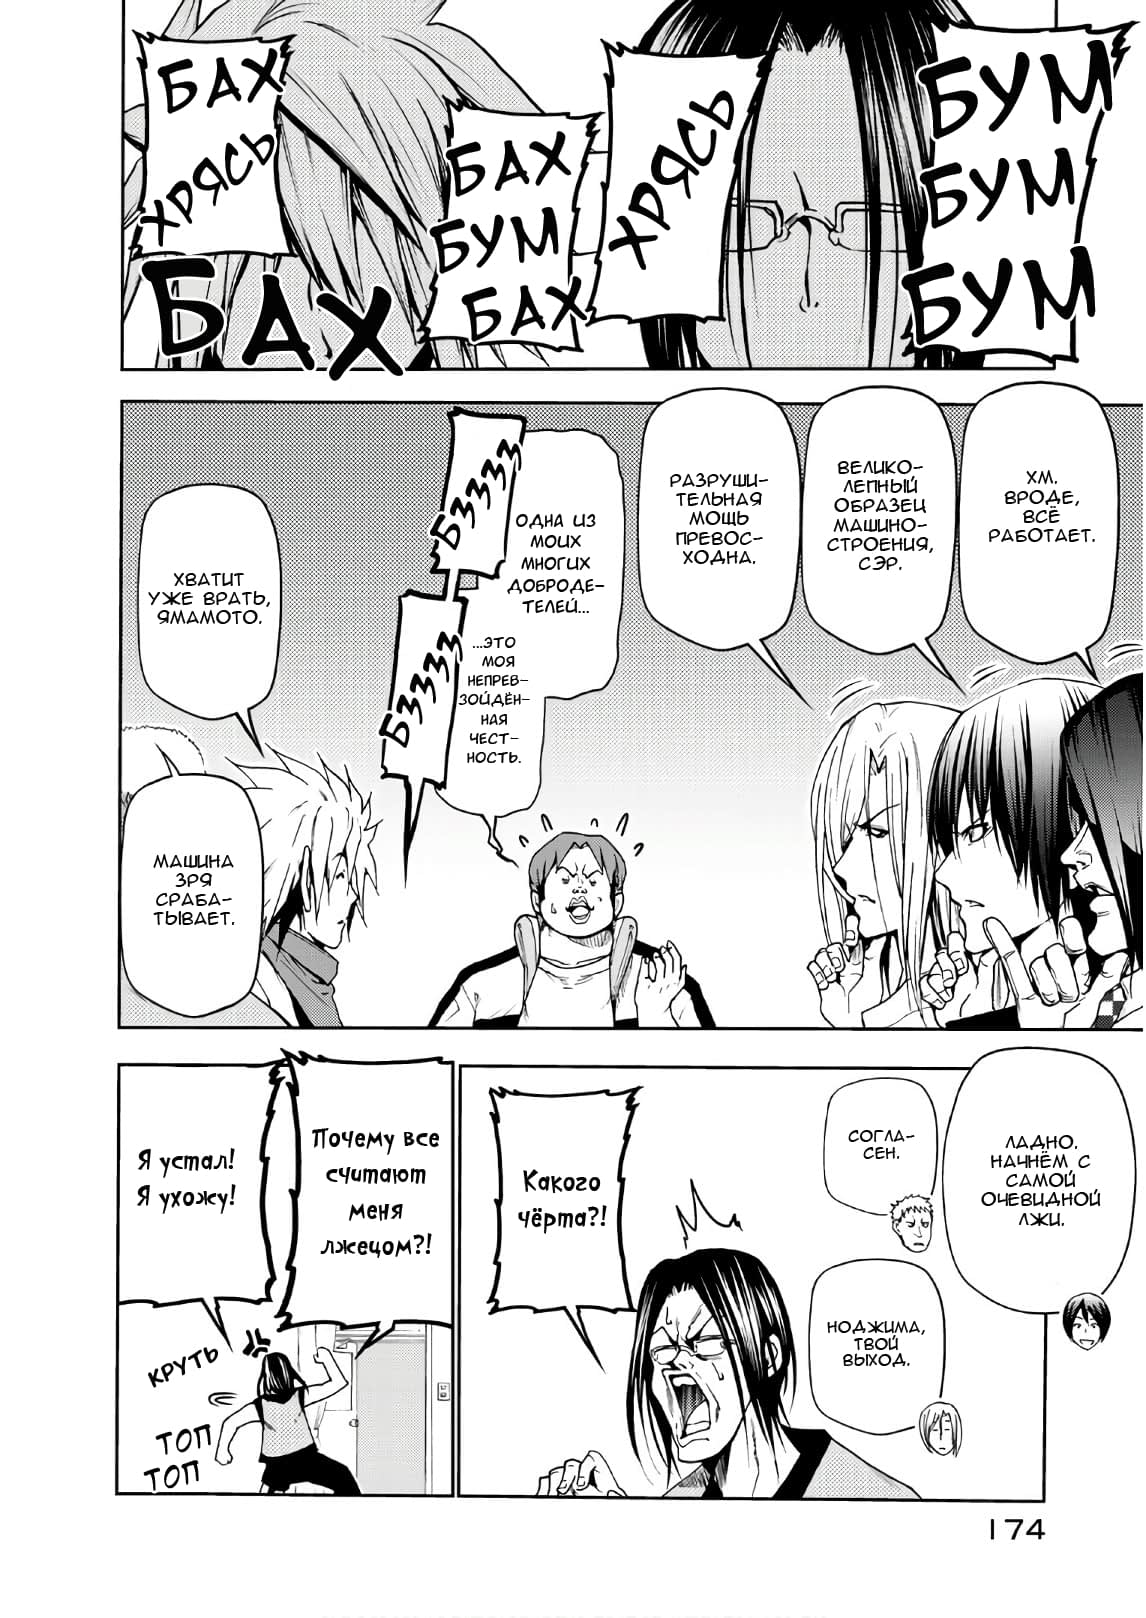 БУМ
БУМ
БУМ
ХРЯСЬ
БАХ
БУМ
БАХ
БАХ
ХРЯСЬ
БАХ
ХМ.
ВРОДЕ,
ВСЁ
РАБОТАЕТ.
ВЕЛИКО-
ЛЕПНЫЙ
ОБРАЗЕЦ
МАШИНО-
СТРОЕНИЯ,
СЭР.
РАЗРУШИ-
ТЕЛЬНАЯ
МОЩЬ
ПРЕВОС-
ХОДНА.
ОДНА ИЗ
МОИХ
МНОГИХ
ДОБРОДЕ-
ТЕЛЕЙ...
...ЭТО
МОЯ
НЕПРЕВ-
ЗОЙДЁН-
НАЯ
ЧЕСТ-
НОСТЬ.
БЗЗЗЗ
БЗЗЗЗ
ХВАТИТ
УЖЕ ВРАТЬ,
ЯМАМОТО.
МАШИНА
ЗРЯ
СРАБА-
ТЫВАЕТ.
ЛАДНО.
НАЧНЁМ С
САМОЙ
ОЧЕВИДНОЙ
ЛЖИ.
СОГЛА-
СЕН.
НОДЖИМА,
ТВОЙ
ВЫХОД.
Какого
чёрта?!
Почему все
считают
меня
лжецом?!
Я устал!
Я ухожу!
КРУТЬ
ТОП
ТОП
174